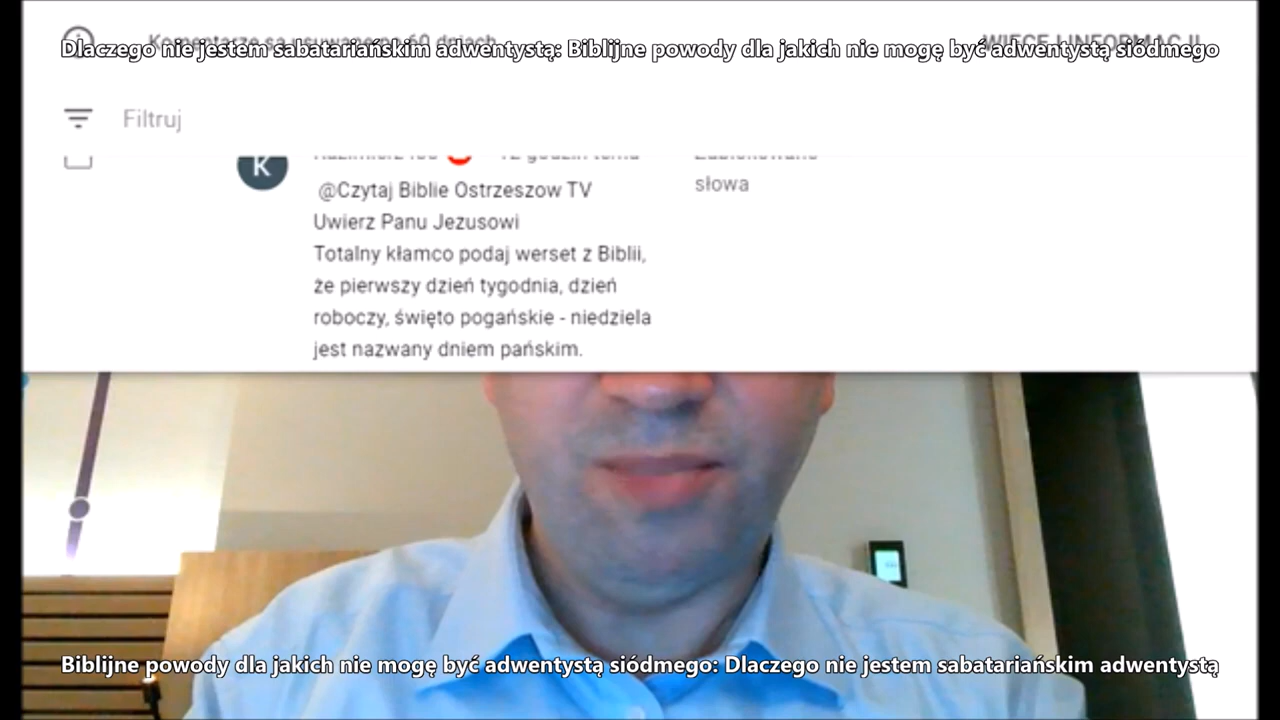 Dlaczego nie jestem sabatariańskim adwentystą: Biblijne powody dla jakich nie mogę być adwentystą siódmego
Filtruj
K
@Czytaj Biblie Ostrzeszow TV
Uwierz Panu Jezusowi
Totalny kłamco podaj werset z Biblii,
że pierwszy dzień tygodnia, dzień
roboczy, święto pogańskie - niedziela
jest nazwany dniem pańskim.
słowa
Biblijne powody dla jakich nie mogę być adwentystą siódmego: Dlaczego nie jestem sabatariańskim adwentystą